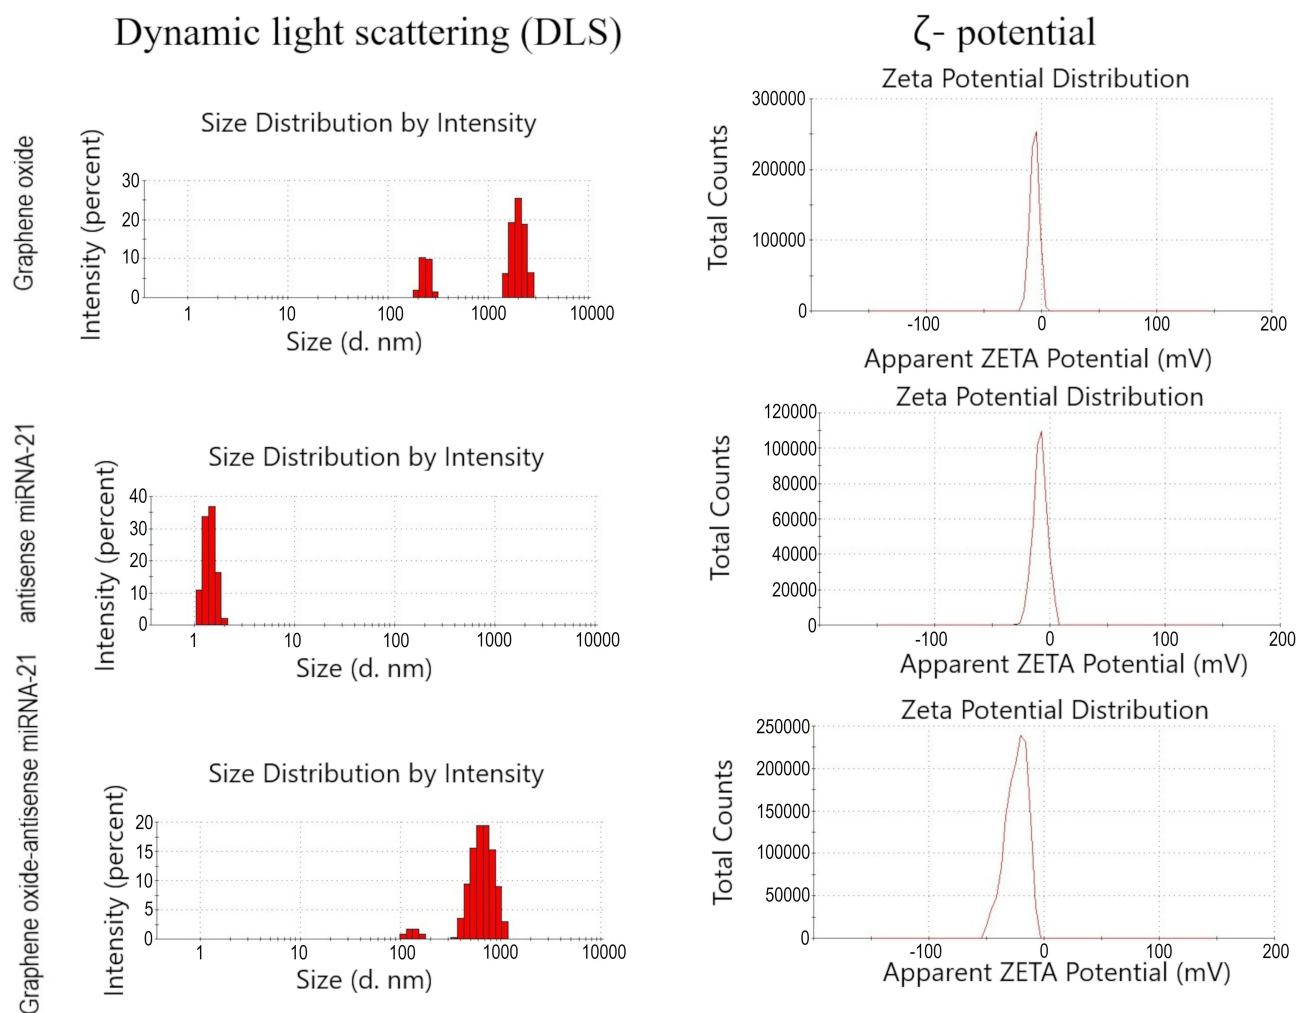 Dynamic light scattering (DLS)
ζ- potential
Graphene oxide
Size Distribution by Intensity
Intensity (percent)
30
20
10
0
1
10
100
1000
10000
Size (d. nm)
Zeta Potential Distribution
Total Counts
300000
200000
100000
0
-100
0
100
200
Apparent ZETA Potential (mV)
antisense miRNA-21
Size Distribution by Intensity
Intensity (percent)
40
30
20
10
0
1
10
100
1000
10000
Size (d. nm)
Zeta Potential Distribution
Total Counts
120000
100000
80000
60000
40000
20000
0
-100
0
100
200
Apparent ZETA Potential (mV)
Graphene oxide-antisense miRNA-21
Size Distribution by Intensity
Intensity (percent)
20
15
10
5
0
1
10
100
1000
10000
Size (d. nm)
Zeta Potential Distribution
Total Counts
250000
200000
150000
100000
50000
0
-100
0
100
200
Apparent ZETA Potential (mV)